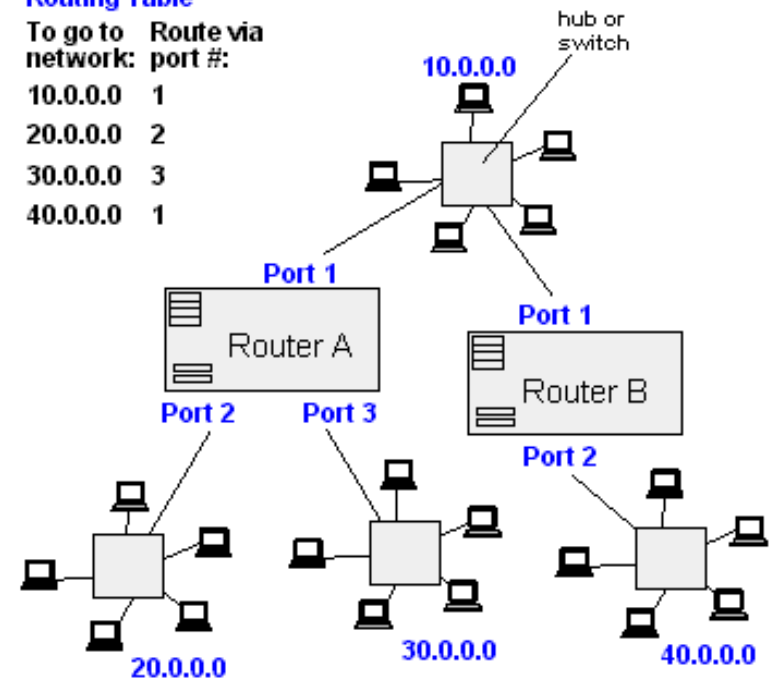 Routing Table
To go to Route via
network: port #:
10.0.0.0 1
20.0.0.0 2
30.0.0.0 3
40.0.0.0 1
hub or
switch
10.0.0.0
Port 1
Router A
Port 2 Port 3
Port 1
Router B
Port 2
20.0.0.0
30.0.0.0
40.0.0.0